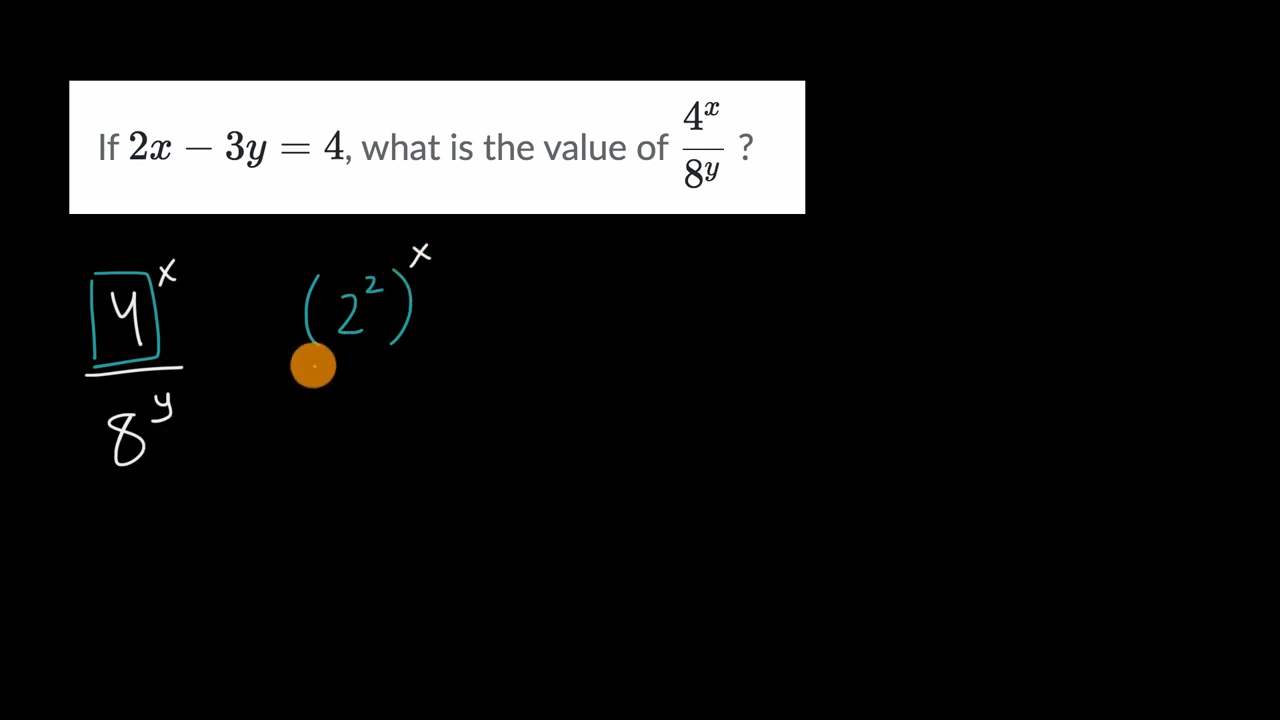 If 2x − 3y = 4, what is the value of 4^x/8^y ?
4^x/8^y (2^2)^x